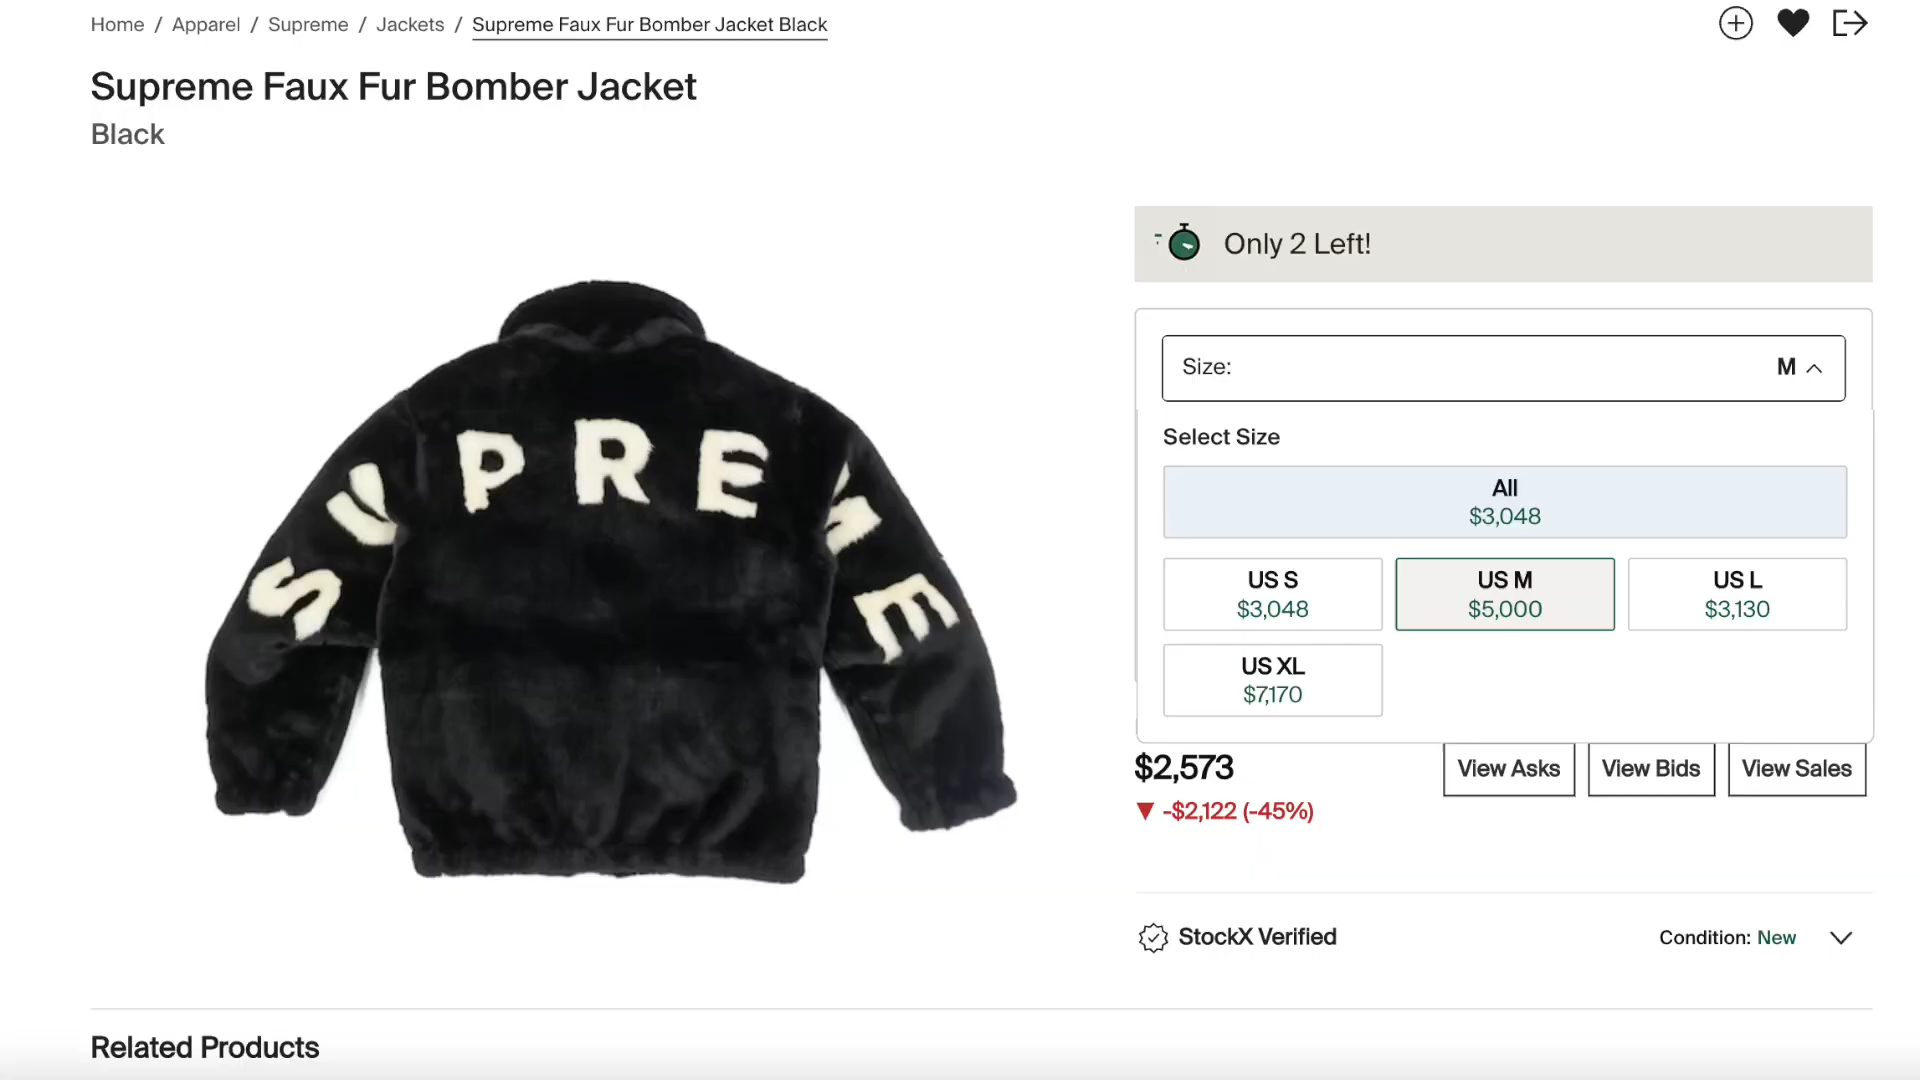 Home / Apparel / Supreme / Jackets / Supreme Faux Fur Bomber Jacket Black
Supreme Faux Fur Bomber Jacket
Black
SUPREME
Only 2 Left!
Size: M
Select Size
All
$3,048
US S
$3,048
US M
$5,000
US L
$3,130
US XL
$7,170
$2,573
View Asks
View Bids
View Sales
▼ -$2,122 (-45%)
StockX Verified
Condition: New
Related Products